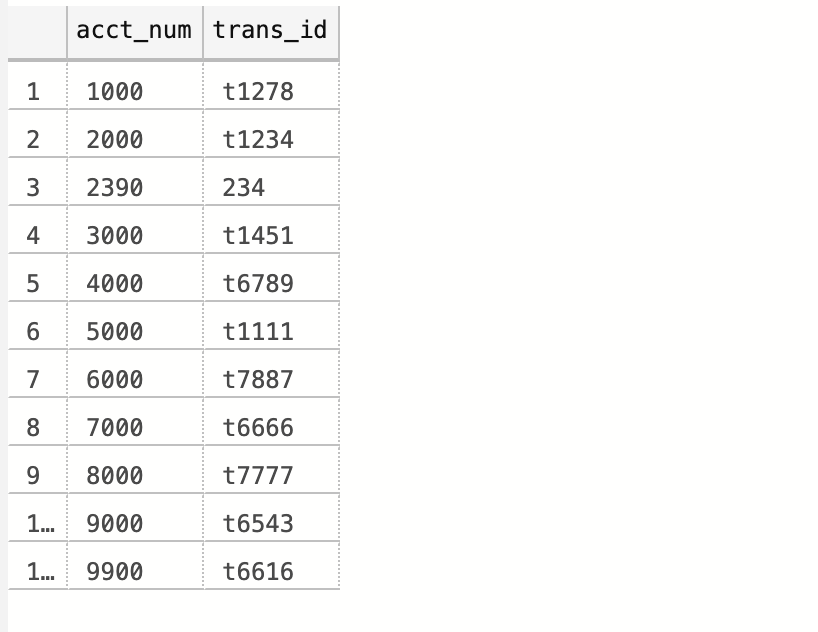 acct_num trans_id
1 1000 t1278
2 2000 t1234
3 2390 234
4 3000 t1451
5 4000 t6789
6 5000 t1111
7 6000 t7887
8 7000 t6666
9 8000 t7777
1… 9000 t6543
1… 9900 t6616